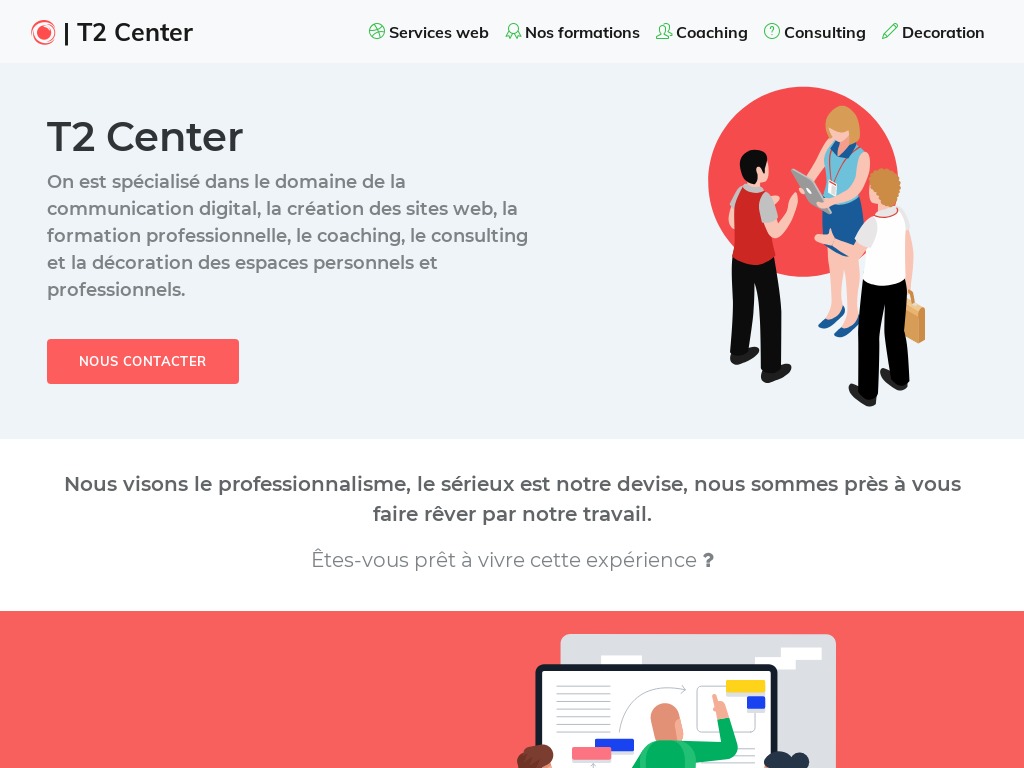 | T2 Center
Services web
Nos formations
Coaching
Consulting
Decoration
T2 Center
On est spécialisé dans le domaine de la
communication digital, la création des sites web, la
formation professionnelle, le coaching, le consulting
et la décoration des espaces personnels et
professionnels.
NOUS CONTACTER
Nous visons le professionnalisme, le sérieux est notre devise, nous sommes près à vous
faire rêver par notre travail.
Êtes-vous prêt à vivre cette expérience ?